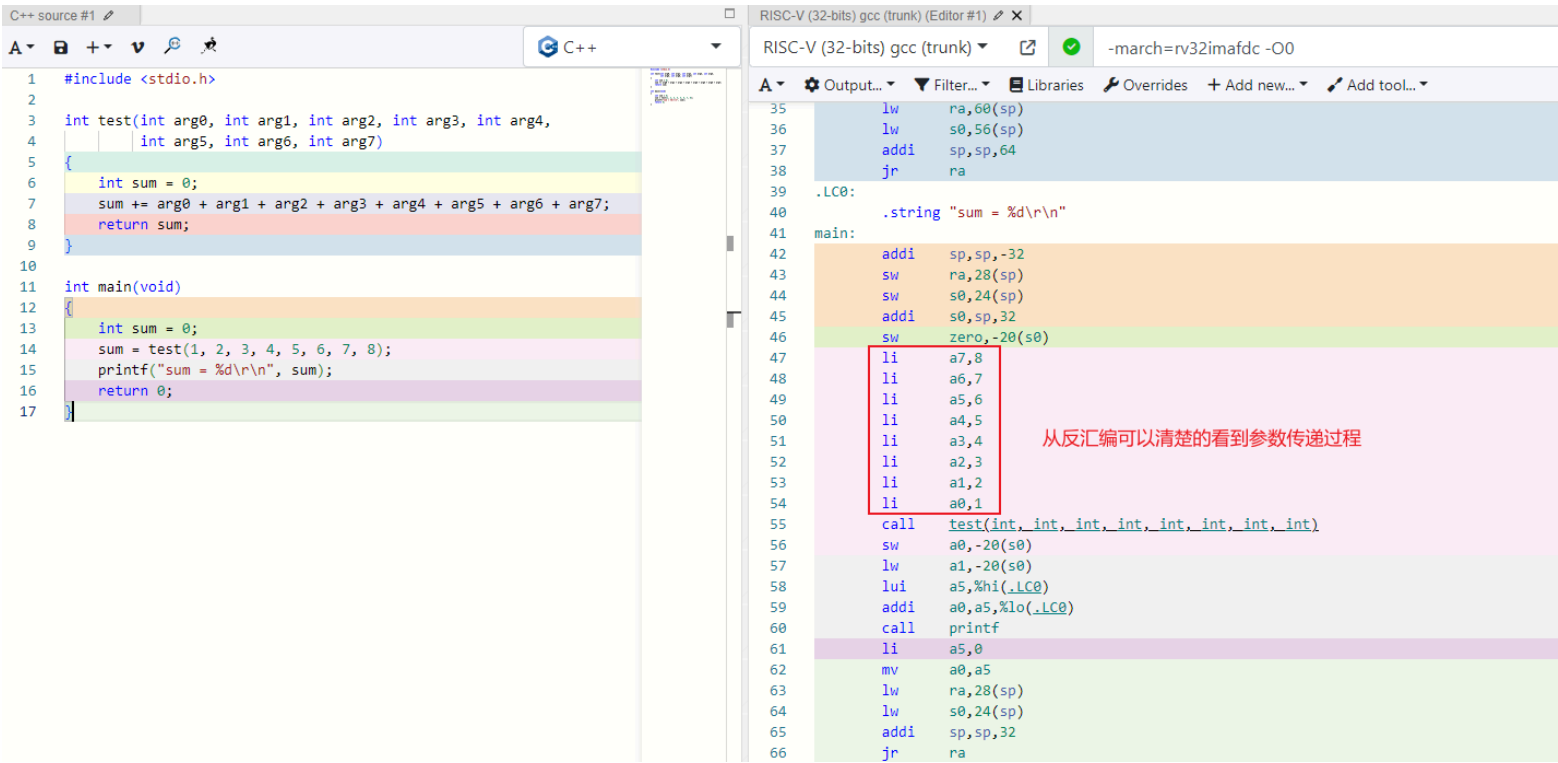 C++ source #1
A
C++
1 #include <stdio.h>
2
3 int test(int arg0, int arg1, int arg2, int arg3, int arg4,
4 int arg5, int arg6, int arg7)
5 {
6 int sum = 0;
7 sum += arg0 + arg1 + arg2 + arg3 + arg4 + arg5 + arg6 + arg7;
8 return sum;
9 }
10
11 int main(void)
12 {
13 int sum = 0;
14 sum = test(1, 2, 3, 4, 5, 6, 7, 8);
15 printf("sum = %d\r\n", sum);
16 return 0;
17 }
RISC-V (32-bits) gcc (trunk) (Editor #1)
RISC-V (32-bits) gcc (trunk) -march=rv32imafdc -O0
A Output... Filter... Libraries Overrides + Add new... Add tool...
35 lw ra,60(sp)
36 lw s0,56(sp)
37 addi sp,sp,64
38 jr ra
39 .LC0:
40 .string "sum = %d\r\n"
41 main:
42 addi sp,sp,-32
43 sw ra,28(sp)
44 sw s0,24(sp)
45 addi s0,sp,32
46 sw zero,-20(s0)
47 li a7,8
48 li a6,7
49 li a5,6
50 li a4,5
51 li a3,4
52 li a2,3
53 li a1,2
54 li a0,1
从反汇编可以清楚的看到参数传递过程
55 call test(int, int, int, int, int, int, int, int)
56 sw a0,-20(s0)
57 lw a1,-20(s0)
58 lui a5,%hi(.LC0)
59 addi a0,a5,%lo(.LC0)
60 call printf
61 li a5,0
62 mv a0,a5
63 lw ra,28(sp)
64 lw s0,24(sp)
65 addi sp,sp,32
66 jr ra